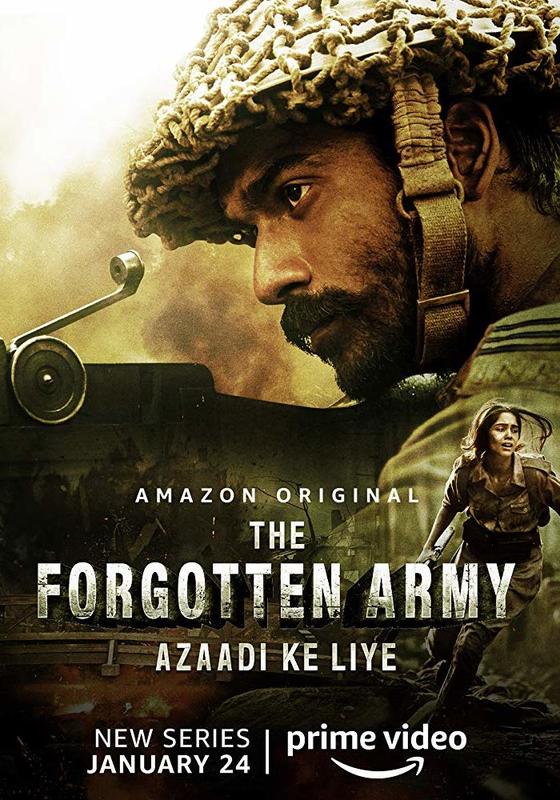 AMAZON ORIGINAL
THE
FORGOTTEN ARMY
AZAADI KE LIYE
NEW SERIES
JANUARY 24
prime video